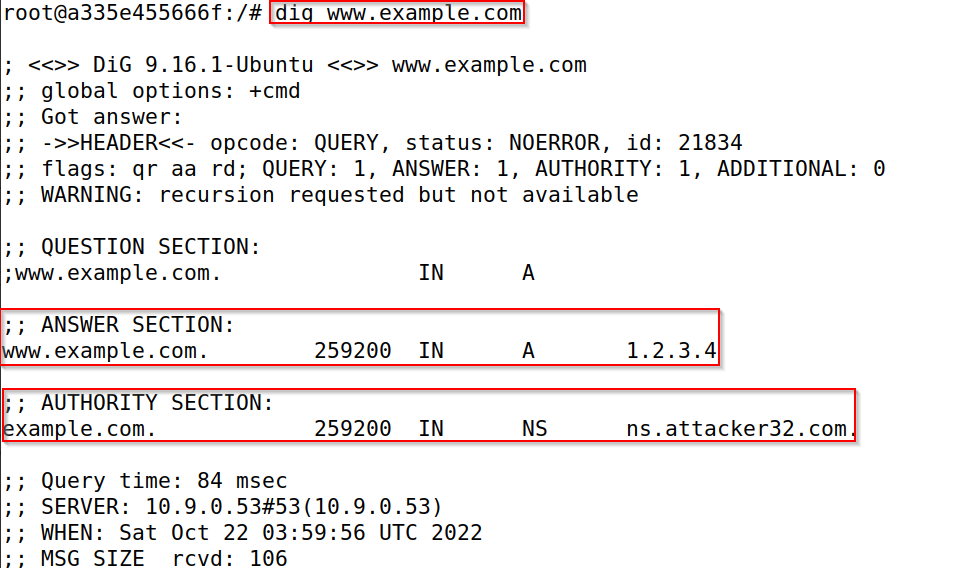 root@a335e455666f:/# dig www.example.com
; <<>> DiG 9.16.1-Ubuntu <<>> www.example.com
;; global options: +cmd
;; Got answer:
;; ->>HEADER<<- opcode: QUERY, status: NOERROR, id: 21834
;; flags: qr aa rd; QUERY: 1, ANSWER: 1, AUTHORITY: 1, ADDITIONAL: 0
;; WARNING: recursion requested but not available
;; QUESTION SECTION:
;www.example.com. IN A
;; ANSWER SECTION:
www.example.com. 259200 IN A 1.2.3.4
;; AUTHORITY SECTION:
example.com. 259200 IN NS ns.attacker32.com.
;; Query time: 84 msec
;; SERVER: 10.9.0.53#53(10.9.0.53)
;; WHEN: Sat Oct 22 03:59:56 UTC 2022
;; MSG SIZE rcvd: 106